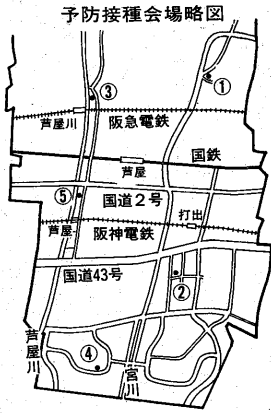 予防接種会場略図
①
③
芦屋川
阪急電鉄
国鉄
芦屋
⑤
国道2号
打出
芦屋
阪神電鉄
国道43号
②
芦屋川
④
宮川